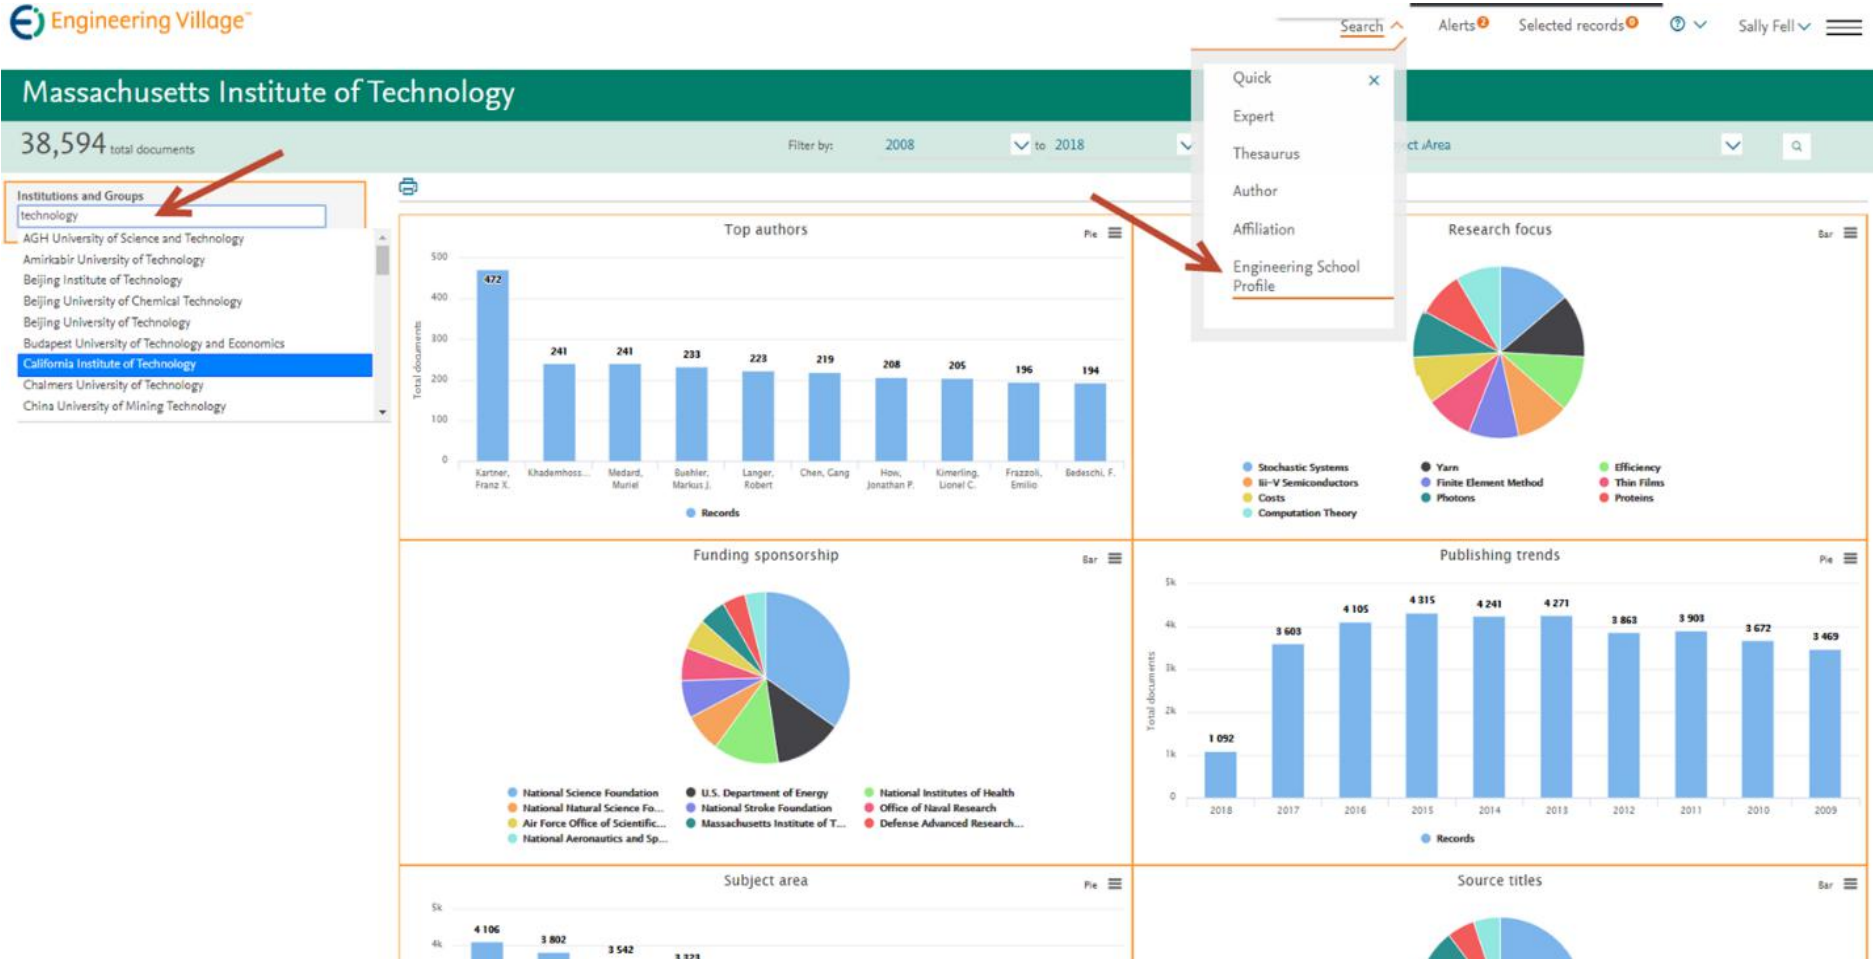 Engineering Village™
Search
Alerts 2
Selected records 0
Sally Fell
Quick
Expert
Thesaurus
Author
Affiliation
Engineering School
Profile
Massachusetts Institute of Technology
38,594 total documents
Filter by: 2008 to 2018
Area
Institutions and Groups
technology
AGH University of Science and Technology
Amirkabir University of Technology
Beijing Institute of Technology
Beijing University of Chemical Technology
Beijing University of Technology
Budapest University of Technology and Economics
California Institute of Technology
Chalmers University of Technology
China University of Mining Technology
Top authors
Pie
Total documents
500
400
300
200
100
0
472
241
241
233
223
219
208
205
196
194
Kartner, Franz X.
Khademhoss...
Medard, Muriel
Buehler, Markus J.
Langer, Robert
Chen, Gang
How, Jonathan P.
Kimerling, Lionel C.
Frazzoli, Emilio
Bedeschi, F.
Records
Research focus
Bar
Stochastic Systems
Yarn
Efficiency
Iii-V Semiconductors
Finite Element Method
Thin Films
Costs
Photons
Proteins
Computation Theory
Funding sponsorship
Bar
National Science Foundation
U.S. Department of Energy
National Institutes of Health
National Natural Science Fo...
National Stroke Foundation
Office of Naval Research
Air Force Office of Scientific...
Massachusetts Institute of T...
Defense Advanced Research...
National Aeronautics and Sp...
Publishing trends
Pie
Total documents
5k
4k
3k
2k
1k
0
1 092
3 603
4 105
4 315
4 241
4 271
3 863
3 903
3 672
3 469
2018
2017
2016
2015
2014
2013
2012
2011
2010
2009
Records
Subject area
Pie
5k
4k
4 106
3 802
3 542
3 323
Source titles
Bar